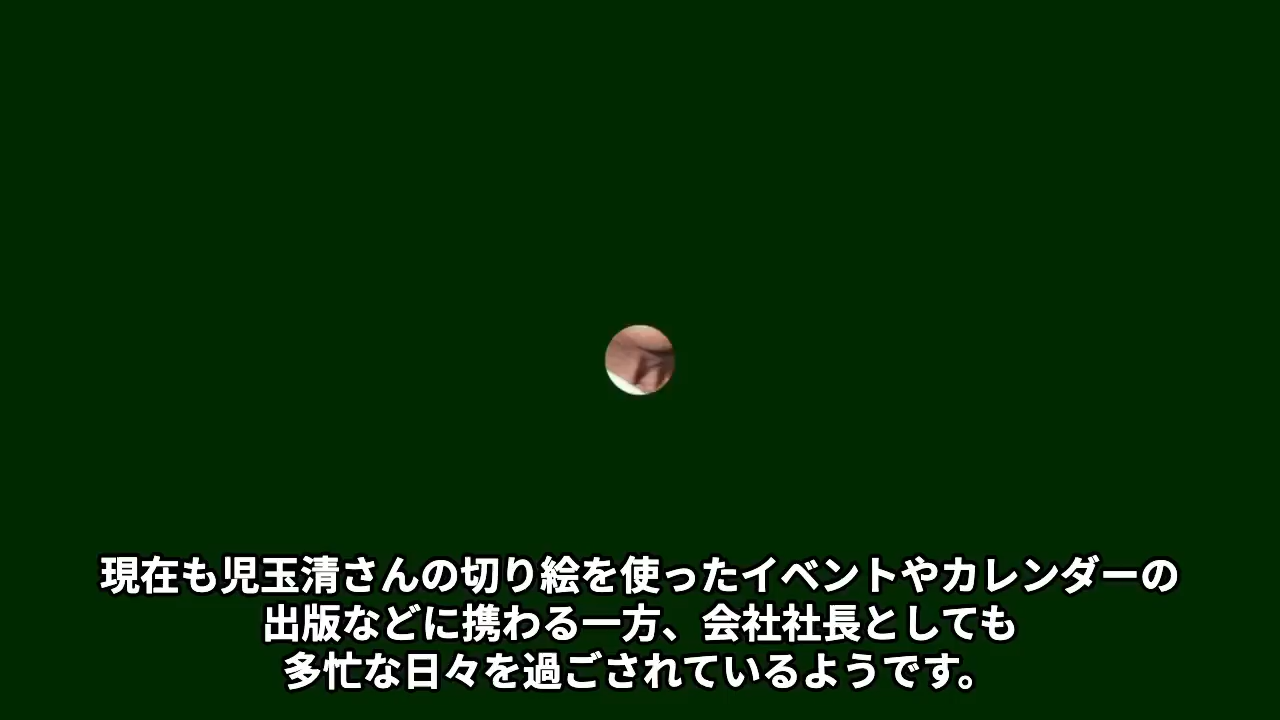 現在も児玉清さんの切り絵を使ったイベントやカレンダーの
出版などに携わる一方、会社社長としても
多忙な日々を過ごされているようです。